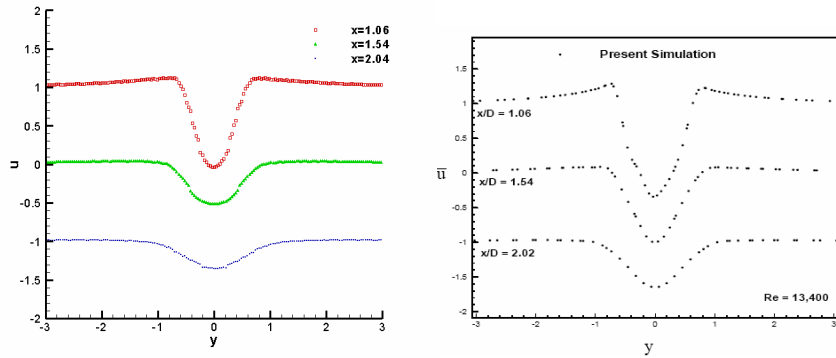 2
1.5
1
0.5
0
-0.5
-1
-1.5
-2
u
-3
-2
-1
0
1
2
3
y
x=1.06
x=1.54
x=2.04
1.5
1
0.5
0
-0.5
-1
-1.5
-2
u
-3
-2
-1
0
1
2
3
y
Present Simulation
x/D = 1.06
x/D = 1.54
x/D = 2.02
Re = 13,400